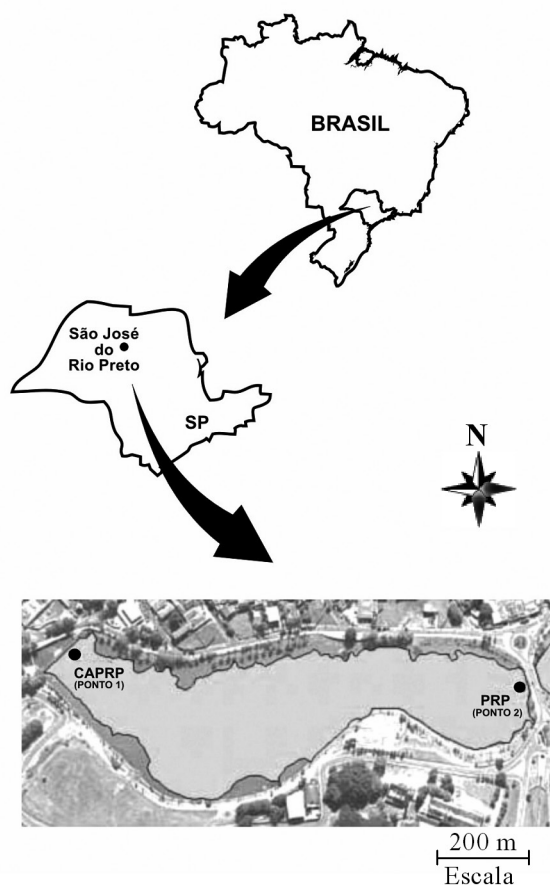 BRASIL
São José
do
Rio Preto
SP
N
CAPRP
(PONTO 1)
PRP
(PONTO 2)
200 m
Escala